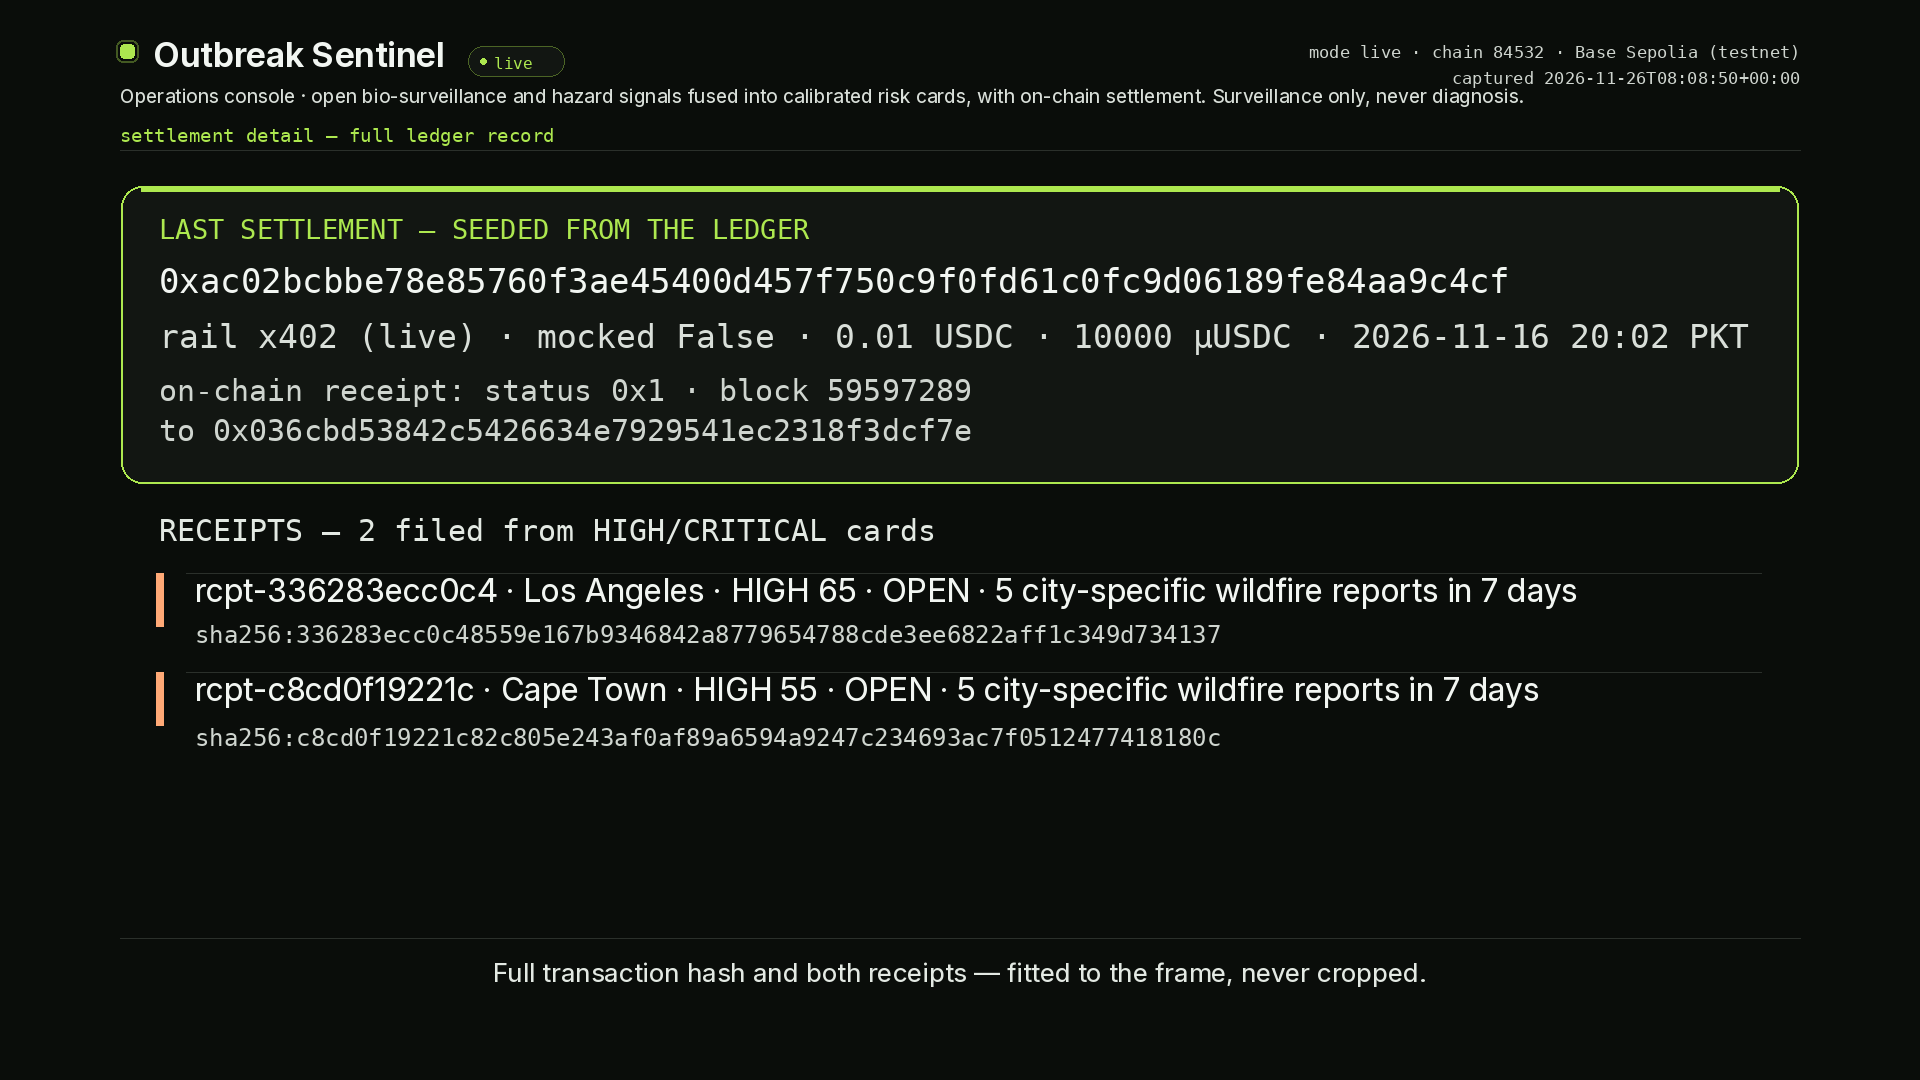 Outbreak Sentinel
live
mode live · chain 84532 · Base Sepolia (testnet)
captured 2026-11-26T08:08:50+00:00
Operations console · open bio-surveillance and hazard signals fused into calibrated risk cards, with on-chain settlement. Surveillance only, never diagnosis.
settlement detail — full ledger record
LAST SETTLEMENT — SEEDED FROM THE LEDGER
0xac02bcbbe78e85760f3ae45400d457f750c9f0fd61c0fc9d06189fe84aa9c4cf
rail x402 (live) · mocked False · 0.01 USDC · 10000 µUSDC · 2026-11-16 20:02 PKT
on-chain receipt: status 0x1 · block 59597289
to 0x036cbd53842c5426634e7929541ec2318f3dcf7e
RECEIPTS — 2 filed from HIGH/CRITICAL cards
rcpt-336283ecc0c4 · Los Angeles · HIGH 65 · OPEN · 5 city-specific wildfire reports in 7 days
sha256:336283ecc0c48559e167b9346842a8779654788cde3ee6822aff1c349d734137
rcpt-c8cd0f19221c · Cape Town · HIGH 55 · OPEN · 5 city-specific wildfire reports in 7 days
sha256:c8cd0f19221c82c805e243af0af89a6594a9247c234693ac7f0512477418180c
Full transaction hash and both receipts — fitted to the frame, never cropped.